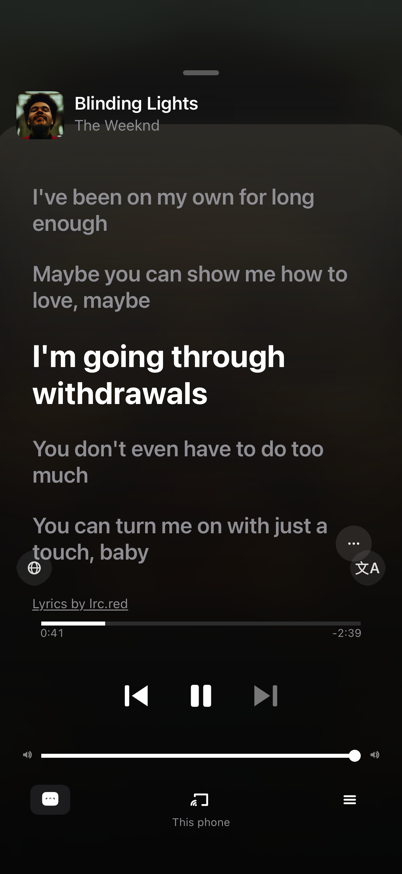 Blinding Lights
The Weeknd
I've been on my own for long
enough
Maybe you can show me how to
love, maybe
I'm going through
withdrawals
You don't even have to do too
much
You can turn me on with just a
touch, baby
文A
Lyrics by lrc.red
0:41
-2:39
This phone